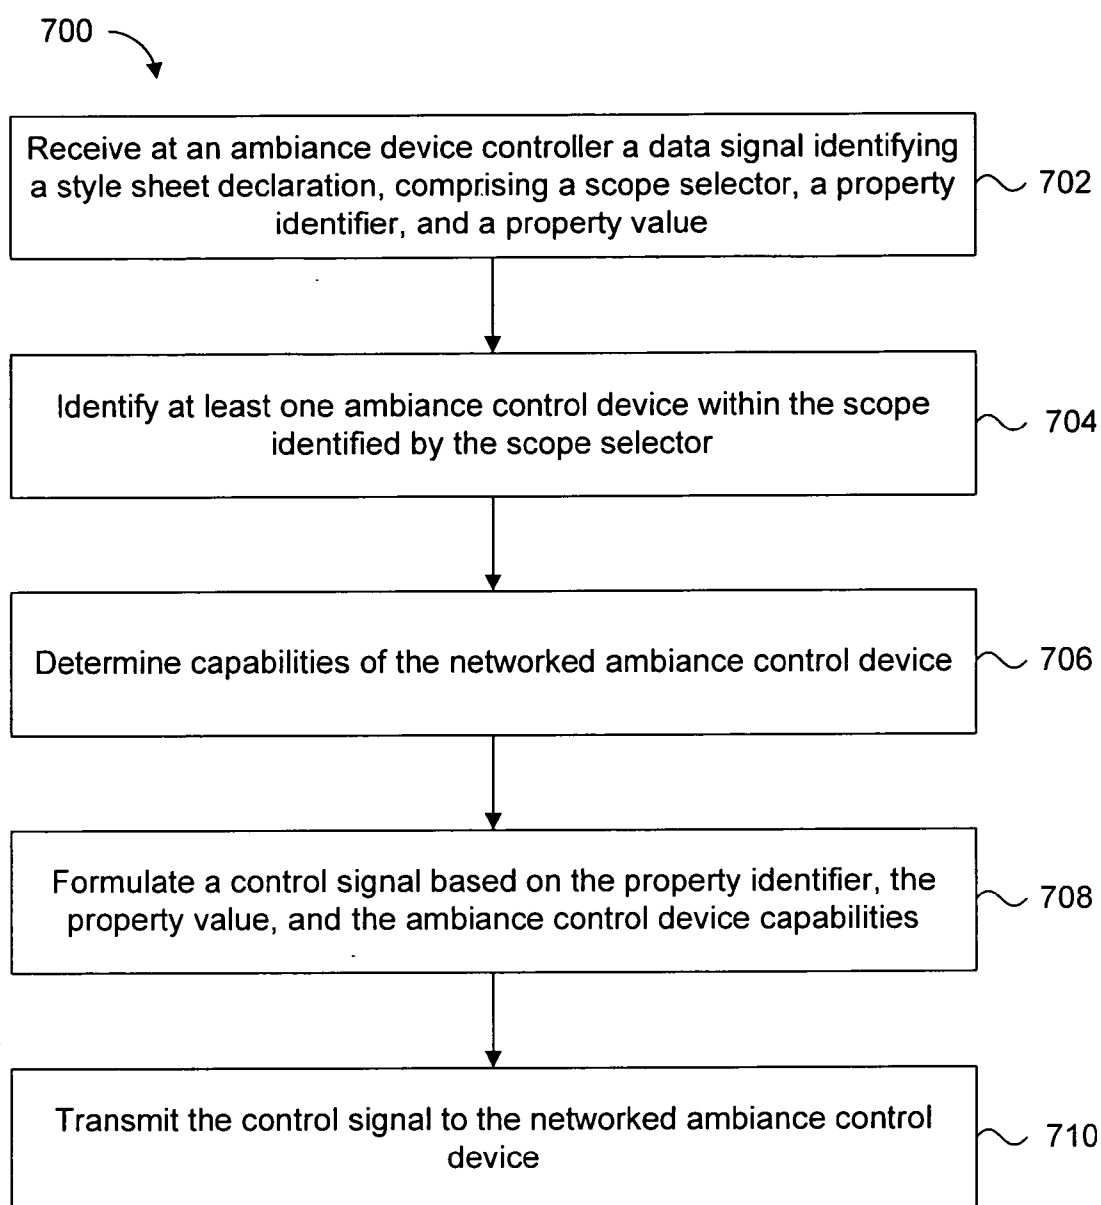 700
Receive at an ambiance device controller a data signal identifying
a style sheet declaration, comprising a scope selector, a property
identifier, and a property value
702
Identify at least one ambiance control device within the scope
identified by the scope selector
704
Determine capabilities of the networked ambiance control device
706
Formulate a control signal based on the property identifier, the
property value, and the ambiance control device capabilities
708
Transmit the control signal to the networked ambiance control
device
710